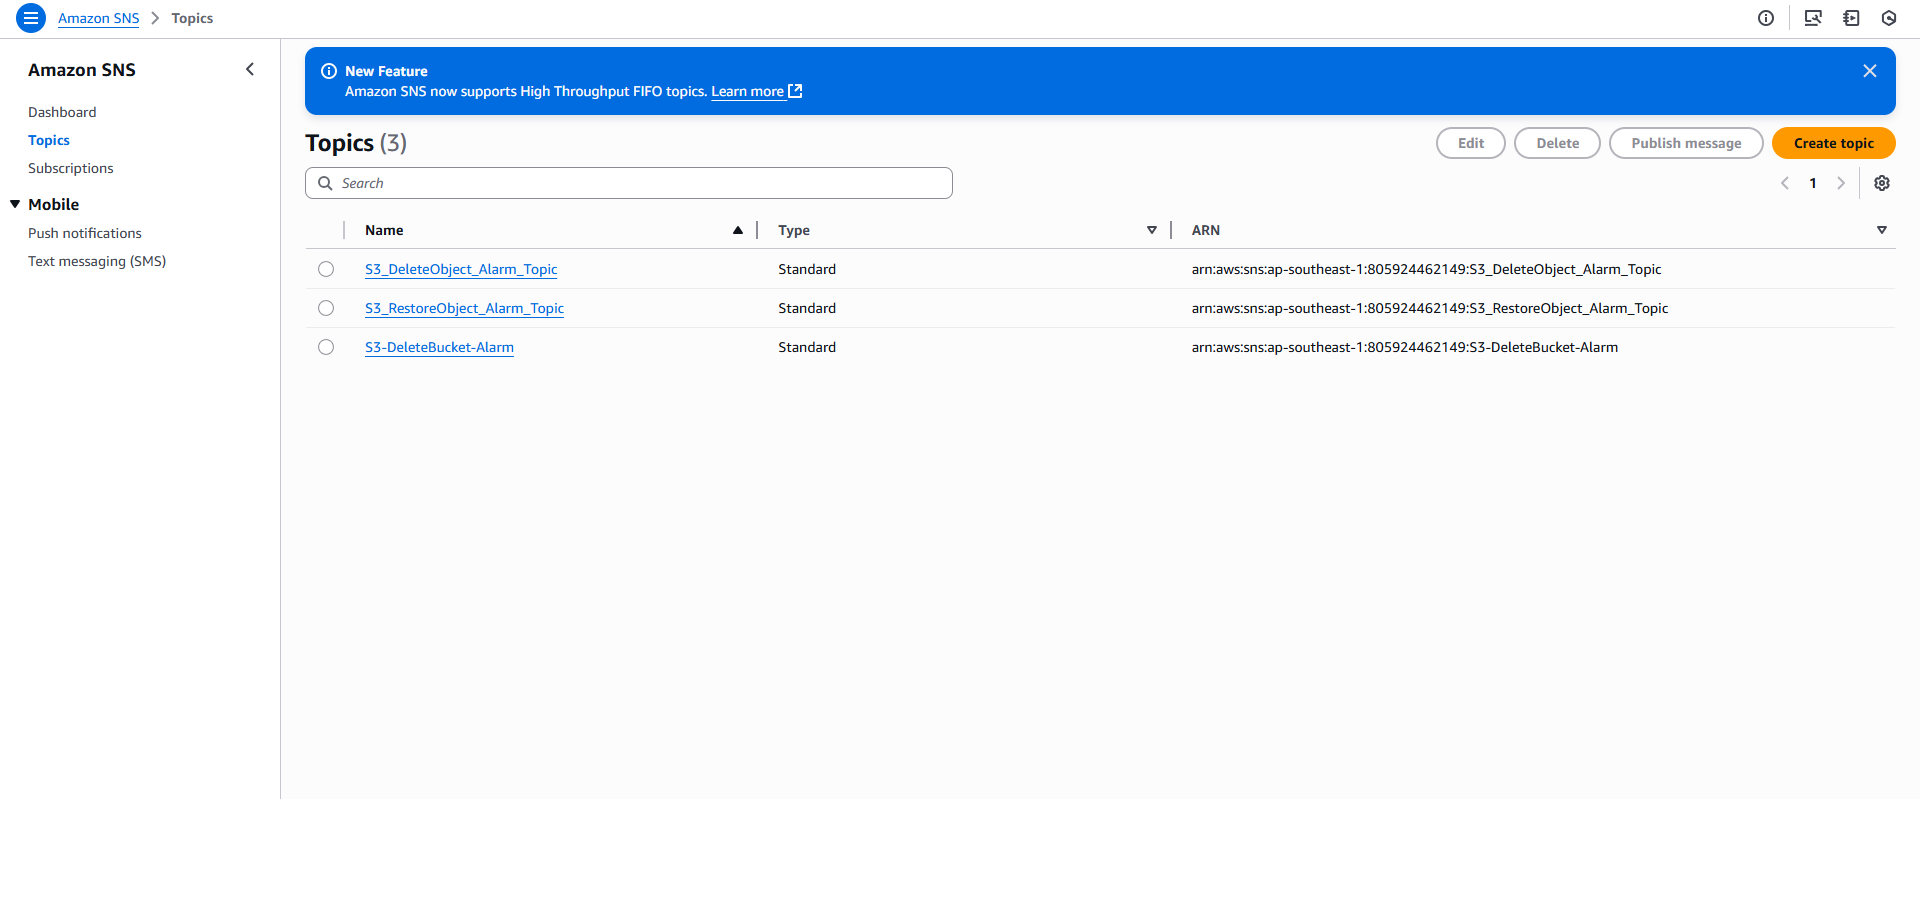 Amazon SNS > Topics
Amazon SNS
Dashboard
Topics
Subscriptions
Mobile
Push notifications
Text messaging (SMS)
New Feature
Amazon SNS now supports High Throughput FIFO topics. Learn more
Topics (3)
Edit
Delete
Publish message
Create topic
Search
1
Name Type ARN
S3_DeleteObject_Alarm_Topic Standard arn:aws:sns:ap-southeast-1:805924462149:S3_DeleteObject_Alarm_Topic
S3_RestoreObject_Alarm_Topic Standard arn:aws:sns:ap-southeast-1:805924462149:S3_RestoreObject_Alarm_Topic
S3-DeleteBucket-Alarm Standard arn:aws:sns:ap-southeast-1:805924462149:S3-DeleteBucket-Alarm